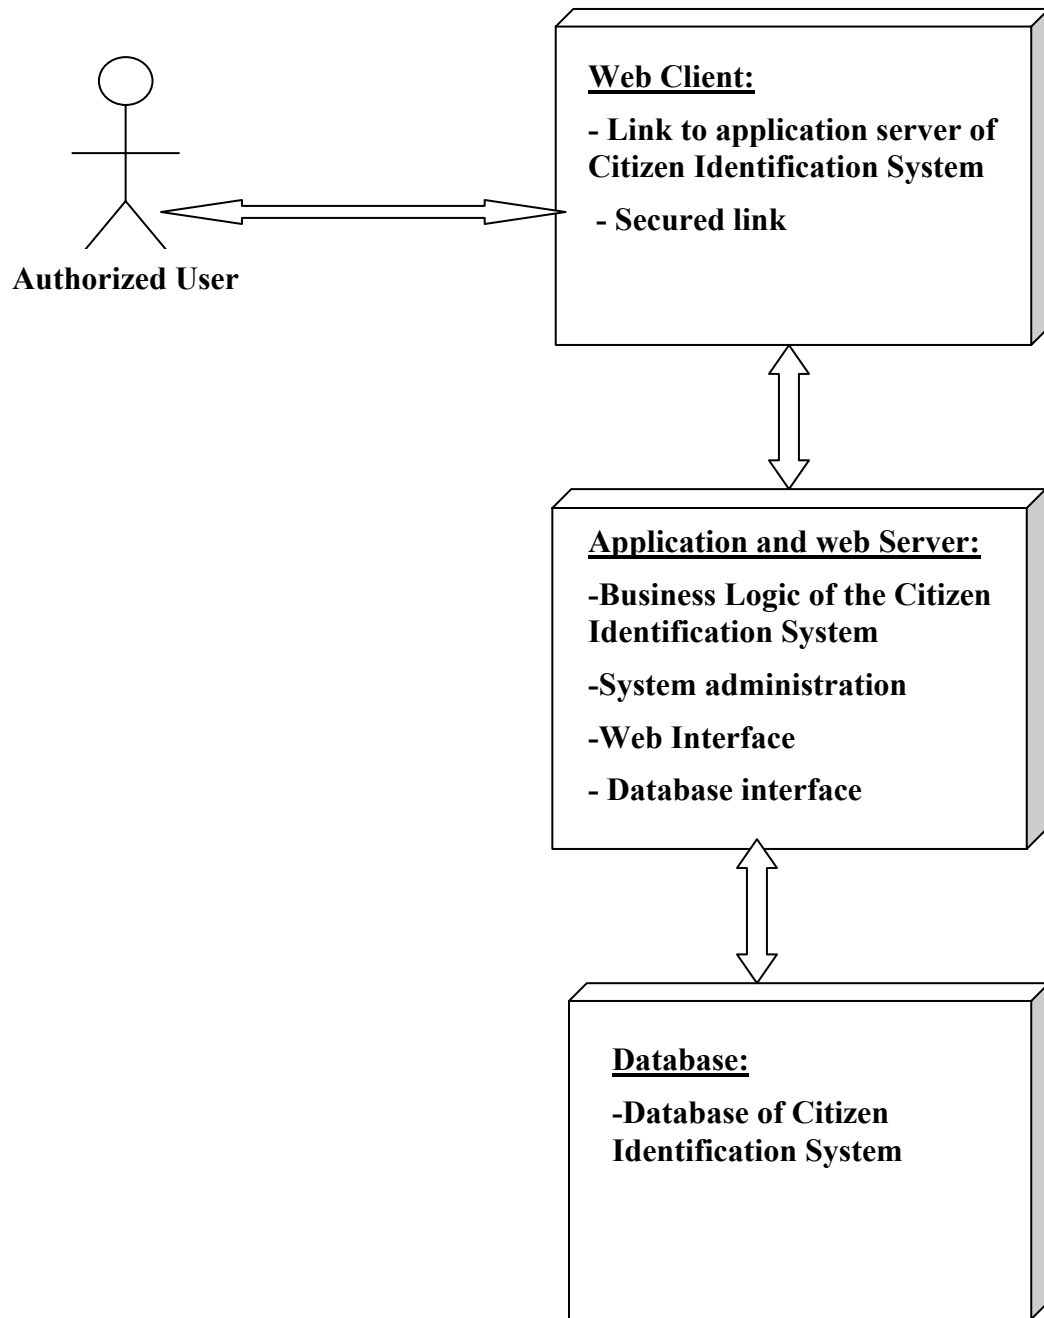 Web Client:
- Link to application server of
Citizen Identification System
- Secured link
Authorized User
Application and web Server:
-Business Logic of the Citizen
Identification System
-System administration
-Web Interface
- Database interface
Database:
-Database of Citizen
Identification System